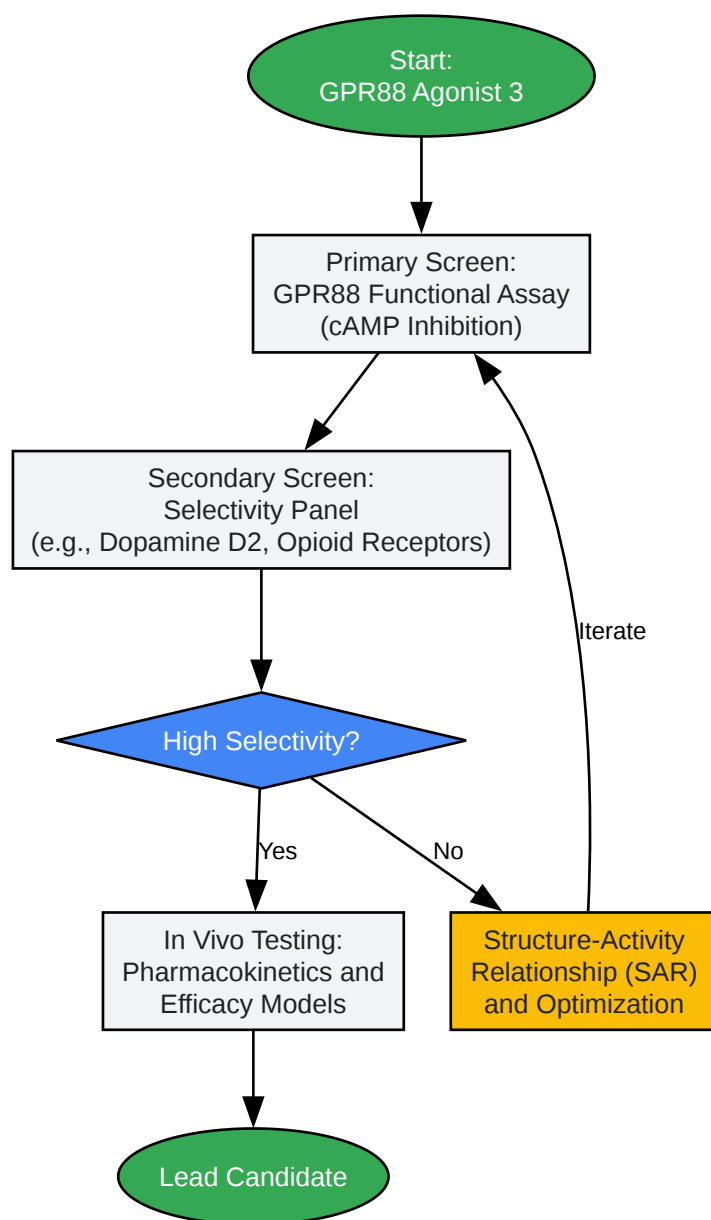 Start:
GPR88 Agonist 3
Primary Screen:
GPR88 Functional Assay
(cAMP Inhibition)
Secondary Screen:
Selectivity Panel
(e.g., Dopamine D2, Opioid Receptors)
Iterate
High Selectivity?
Yes
No
In Vivo Testing:
Pharmacokinetics and
Efficacy Models
Structure-Activity
Relationship (SAR)
and Optimization
Lead Candidate